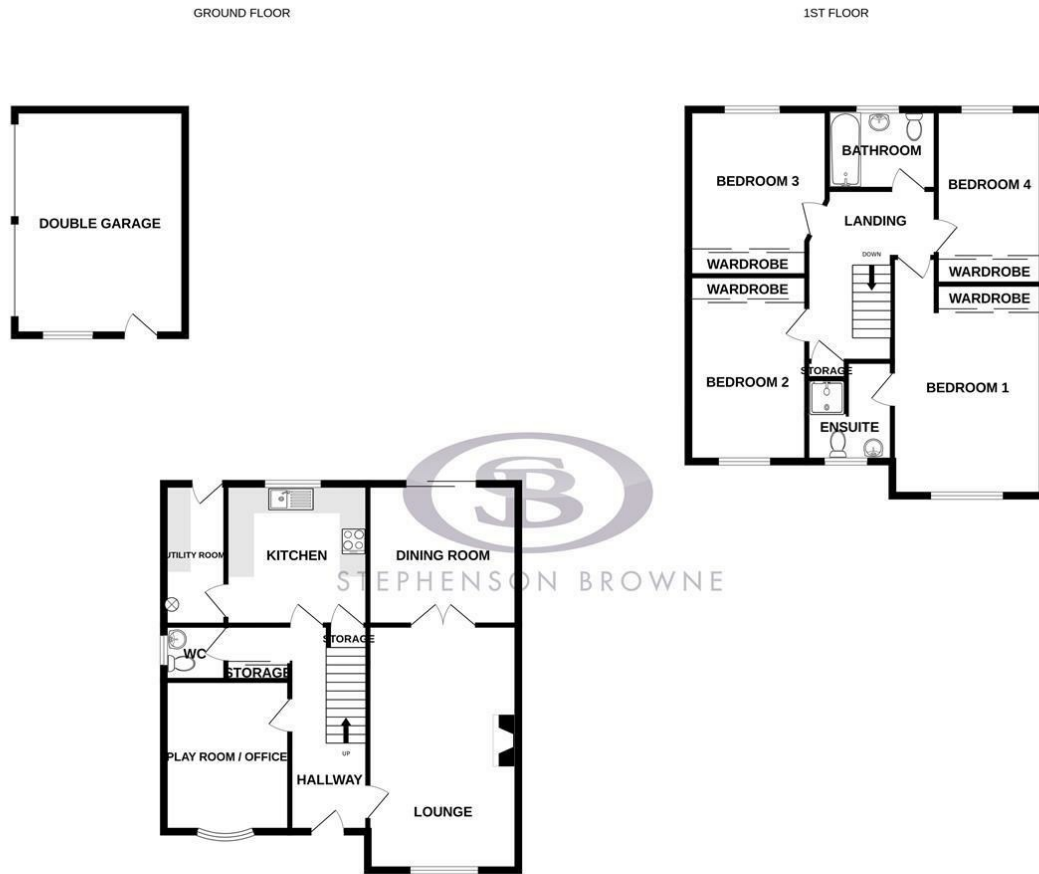 GROUND FLOOR
1ST FLOOR
DOUBLE GARAGE
BEDROOM 3
BATHROOM
BEDROOM 4
LANDING
DOWN
WARDROBE
WARDROBE
WARDROBE
WARDROBE
STORAGE
BEDROOM 2
BEDROOM 1
ENSUITE
SB
UTILITY ROOM
KITCHEN
DINING ROOM
STEPHENSON BROWNE
STORAGE
WC
STORAGE
UP
PLAY ROOM / OFFICE
HALLWAY
LOUNGE